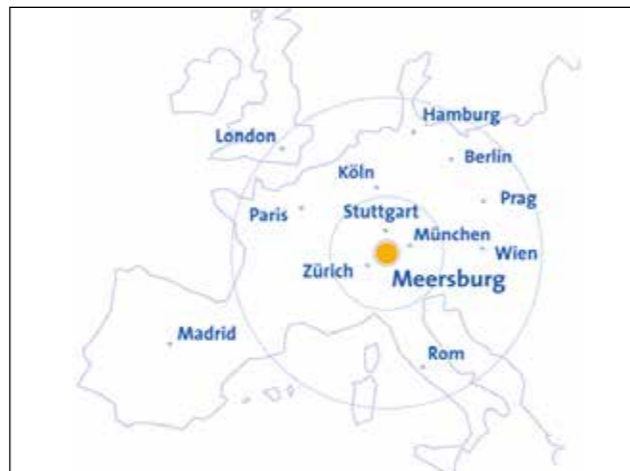 Hamburg
London
Berlin
Köln
Prag
Paris
Stuttgart
München
Wien
Zürich
Meersburg
Madrid
Rom